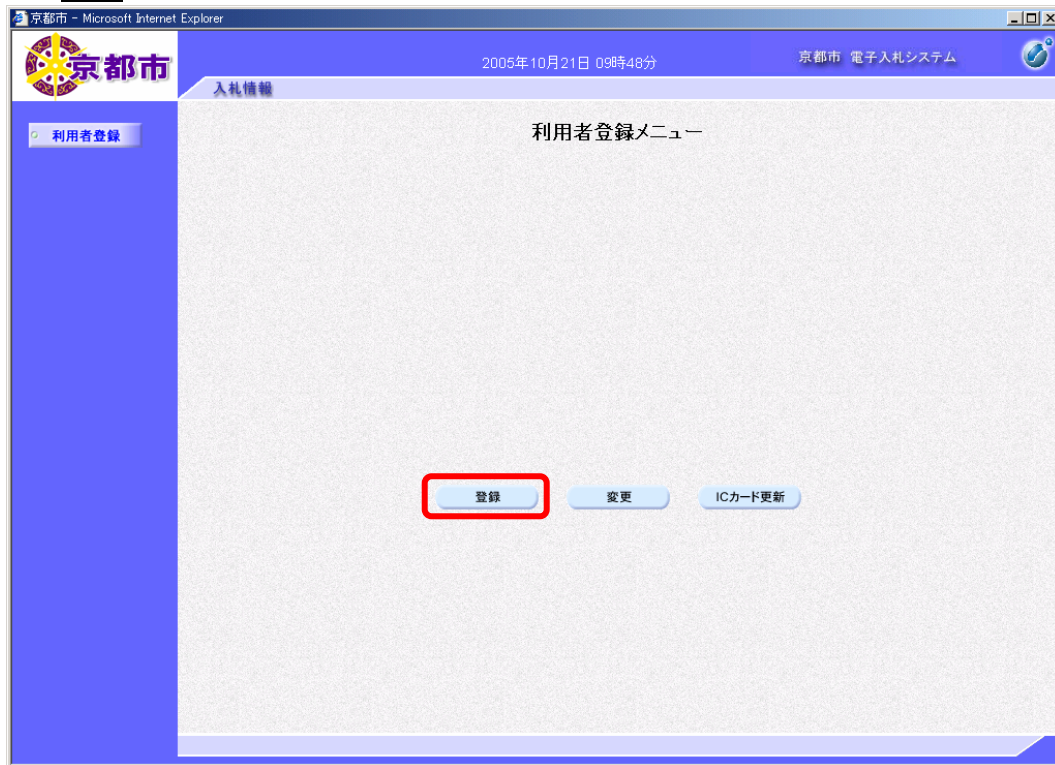 京都市 - Microsoft Internet Explorer
京都市
2005年10月21日 09時48分
京都市 電子入札システム
入札情報
利用者登録
利用者登録メニュー
登録
変更
ICカード更新